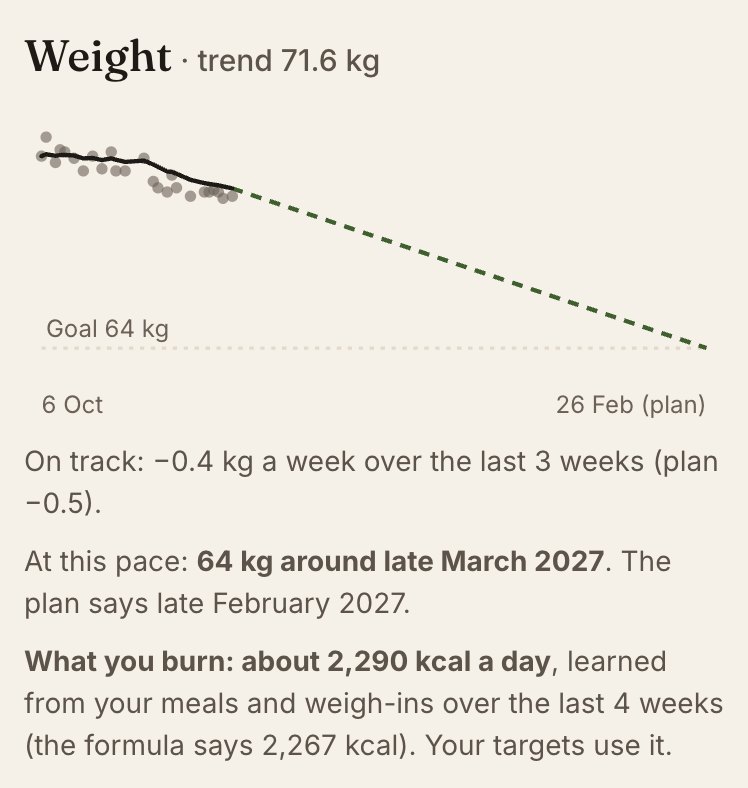 Weight · trend 71.6 kg
Goal 64 kg
6 Oct
26 Feb (plan)
On track: −0.4 kg a week over the last 3 weeks (plan
−0.5).
At this pace: 64 kg around late March 2027. The
plan says late February 2027.
What you burn: about 2,290 kcal a day, learned
from your meals and weigh-ins over the last 4 weeks
(the formula says 2,267 kcal). Your targets use it.